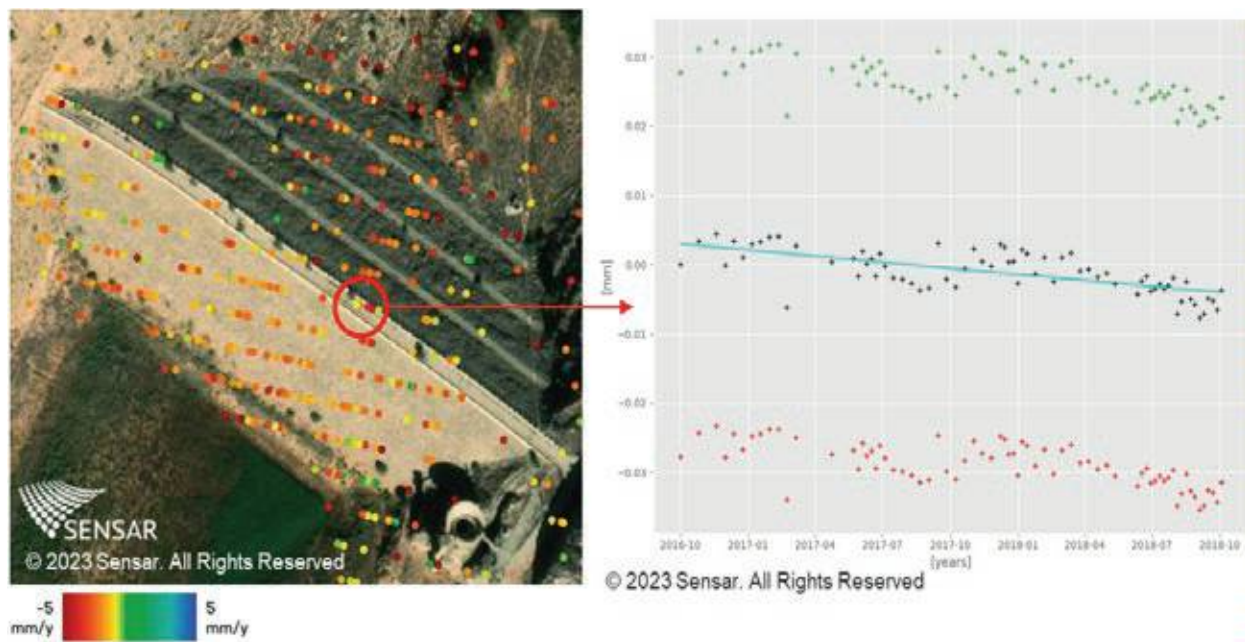 SENSAR
© 2023 Sensar. All Rights Reserved
-5
mm/y
5
mm/y
0.03
0.02
0.01
0.00
−0.01
−0.02
−0.03
[mm]
2016-10
2017-01
2017-04
2017-07
2017-10
2018-01
2018-04
2018-07
2018-10
[years]
© 2023 Sensar. All Rights Reserved